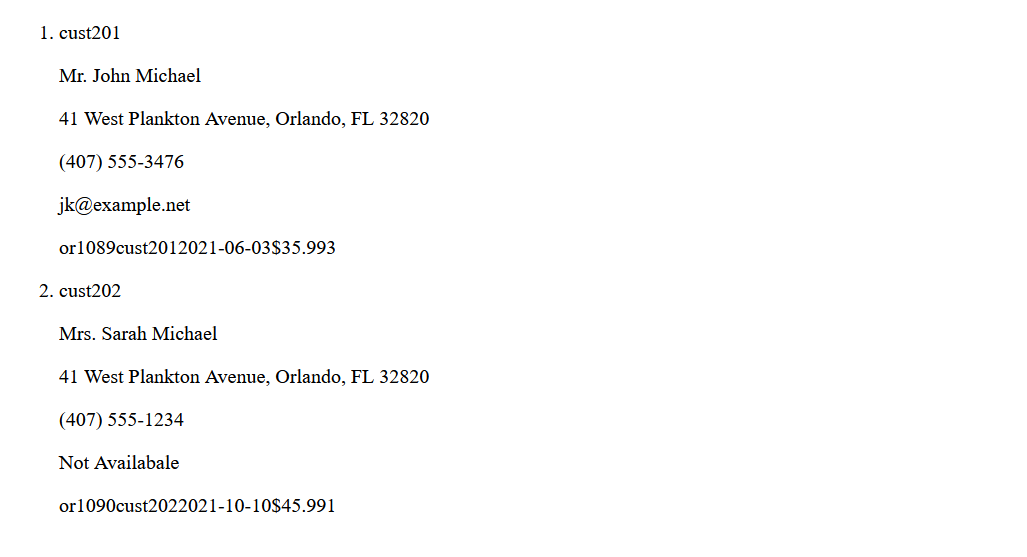 1. cust201
Mr. John Michael
41 West Plankton Avenue, Orlando, FL 32820
(407) 555-3476
jk@example.net
or1089cust2012021-06-03$35.993
2. cust202
Mrs. Sarah Michael
41 West Plankton Avenue, Orlando, FL 32820
(407) 555-1234
Not Availabale
or1090cust2022021-10-10$45.991